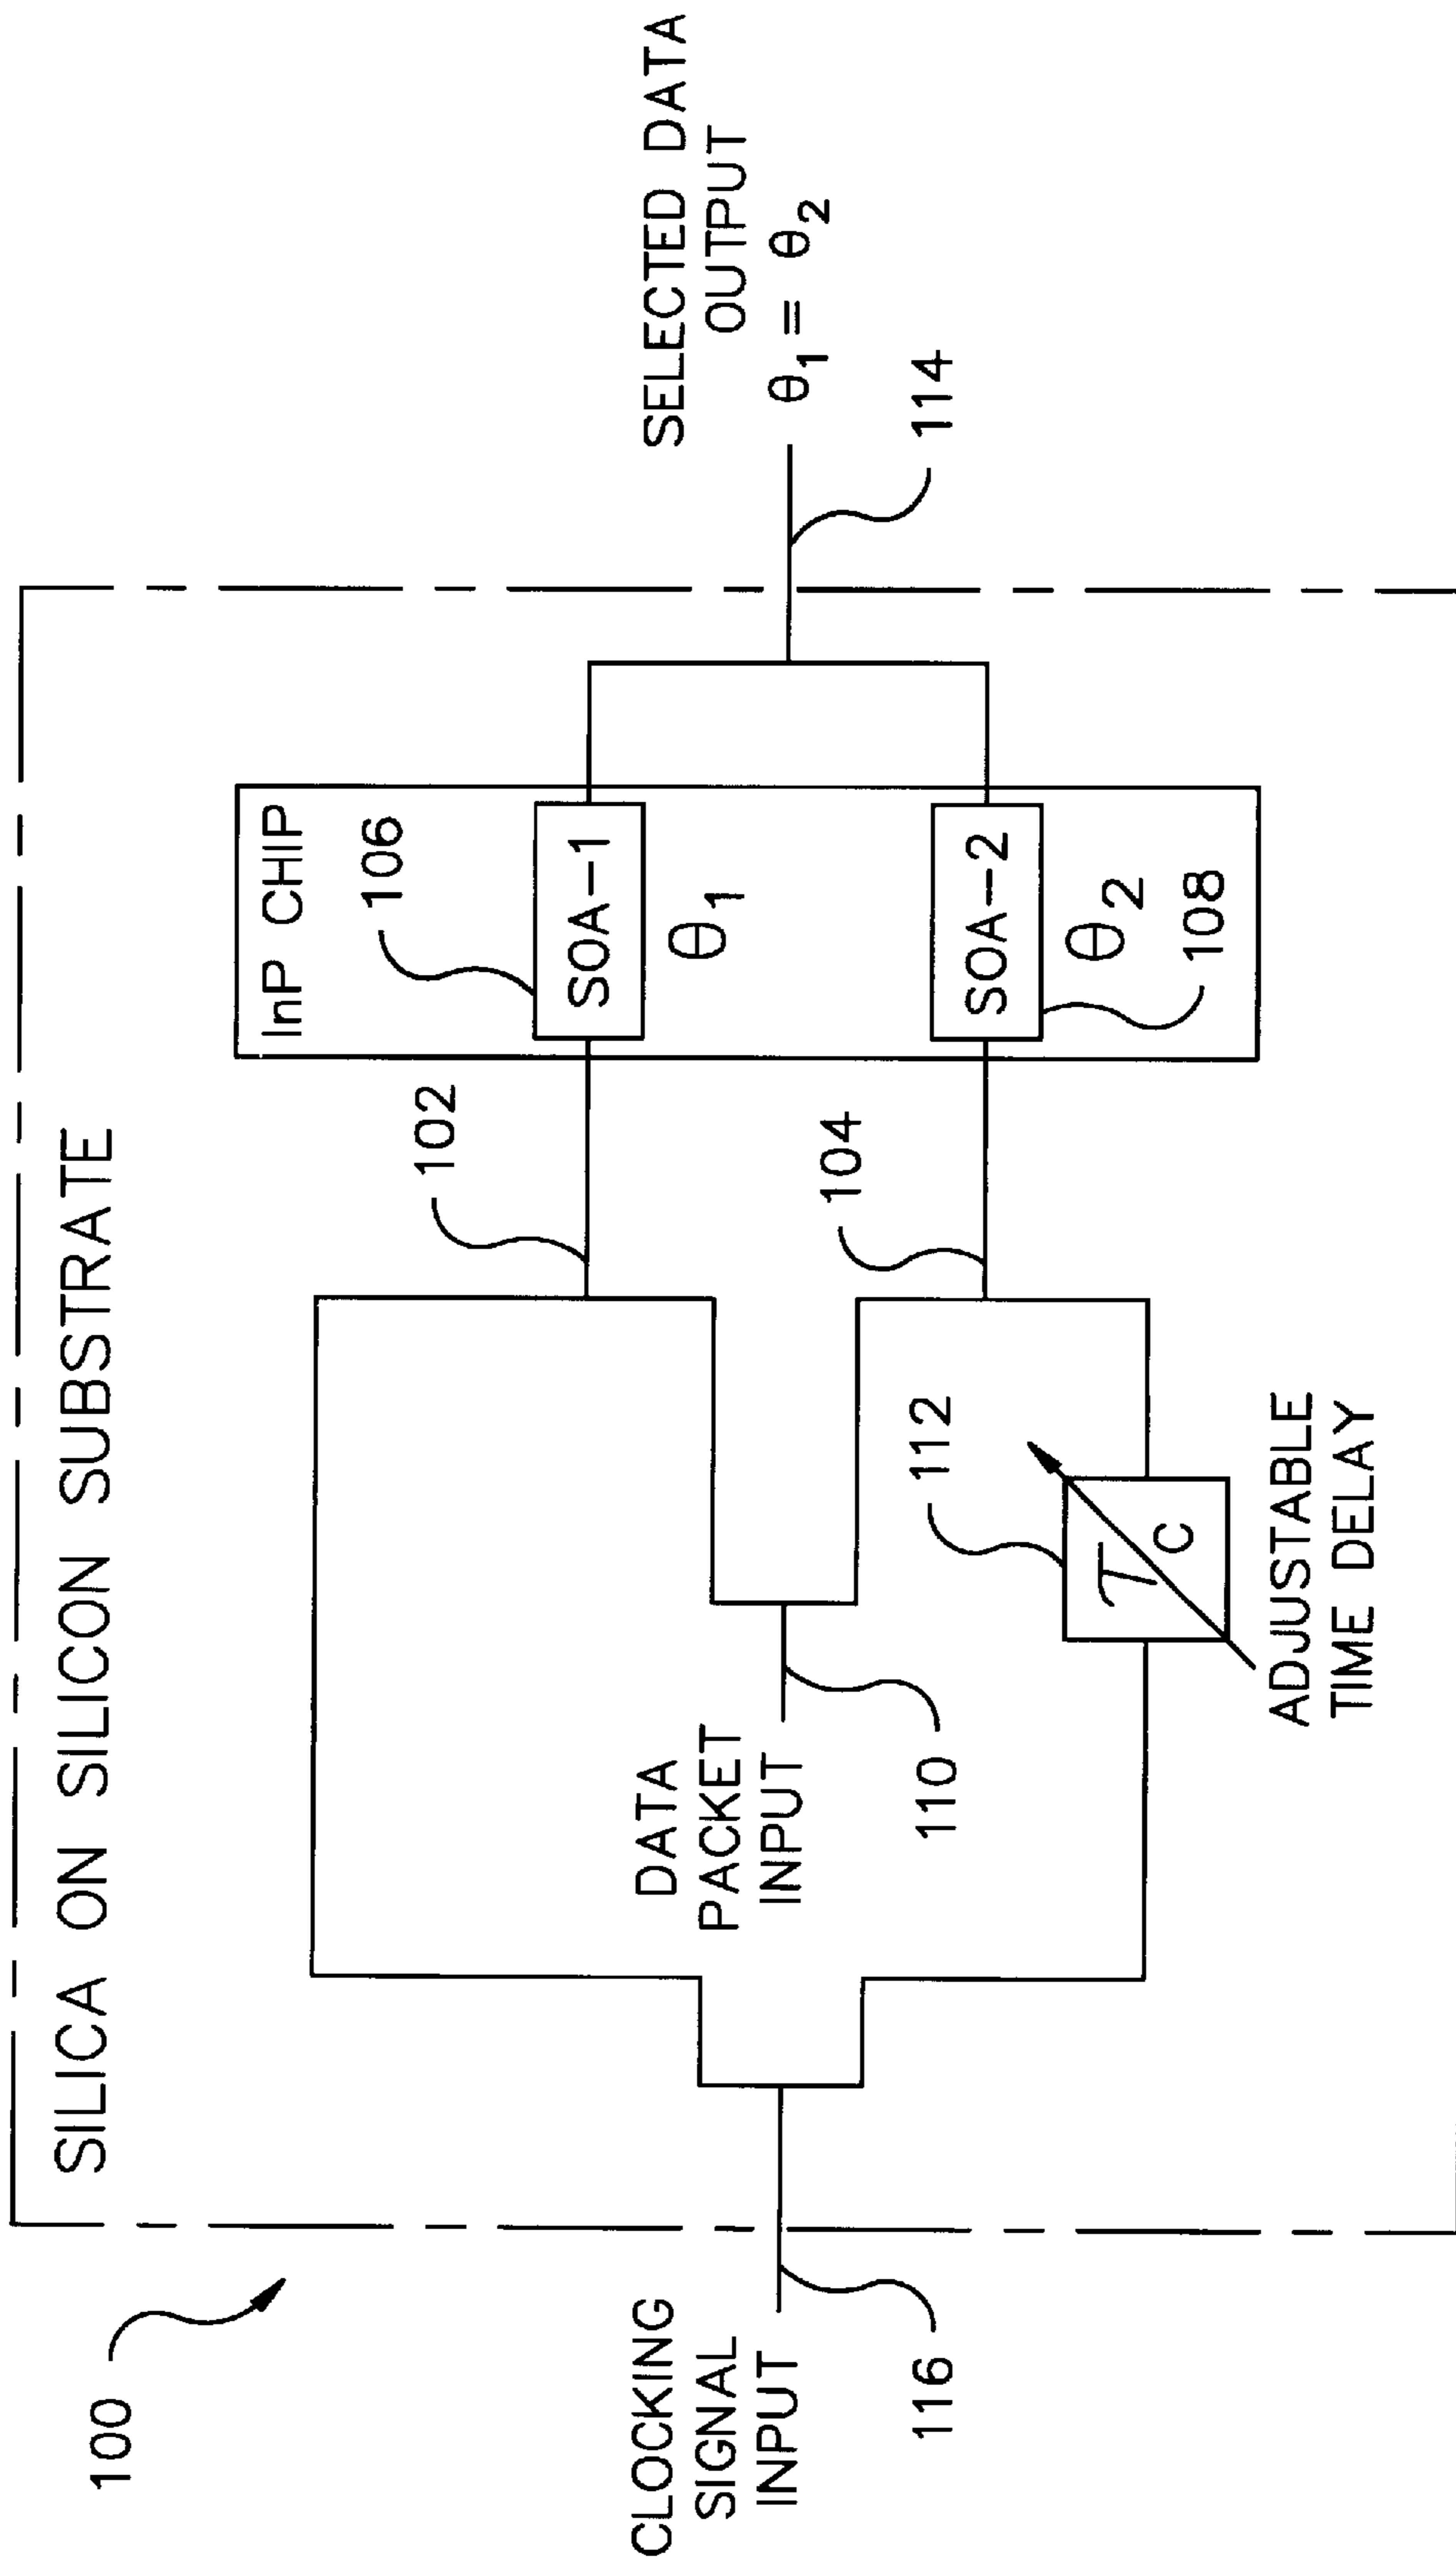 100
SILICA ON SILICON SUBSTRATE
InP CHIP
106
SOA-1
θ1
102
104
SOA-2
θ2
108
CLOCKING
SIGNAL
INPUT
116
DATA
PACKET
INPUT
110
112
τC
ADJUSTABLE
TIME DELAY
SELECTED DATA
OUTPUT
θ1 = θ2
114